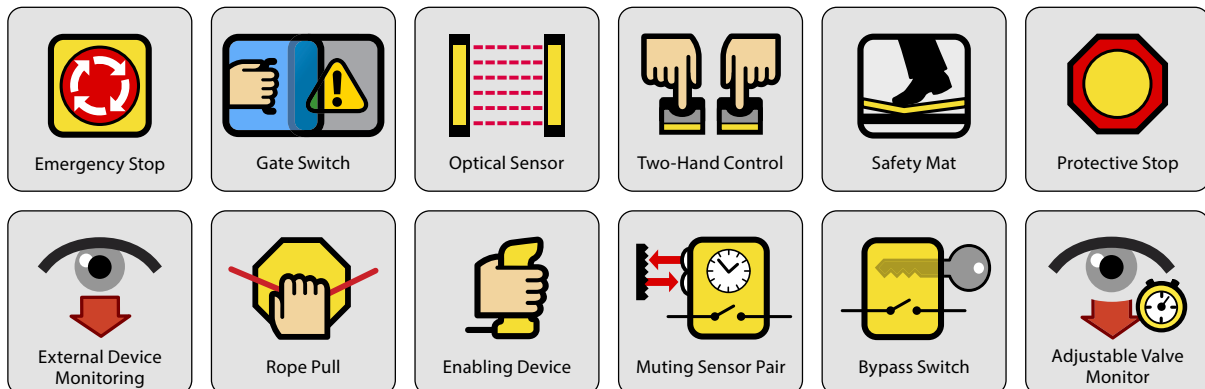 Emergency Stop
Gate Switch
Optical Sensor
Two-Hand Control
Safety Mat
Protective Stop
External Device
Monitoring
Rope Pull
Enabling Device
Muting Sensor Pair
Bypass Switch
Adjustable Valve
Monitor